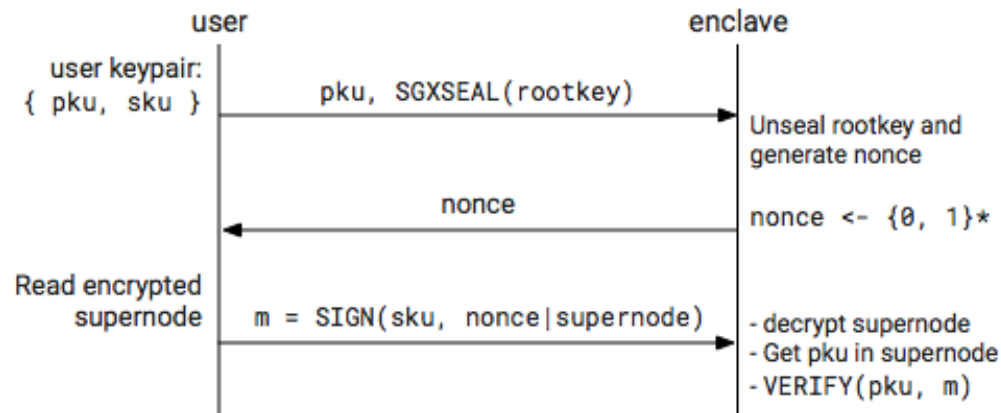 user
enclave
user keypair:
{ pku, sku }
pku, SGXSEAL(rootkey)
Unseal rootkey and
generate nonce
nonce
nonce <- {0, 1}*
Read encrypted
supernode
m = SIGN(sku, nonce|supernode)
- decrypt supernode
- Get pku in supernode
- VERIFY(pku, m)